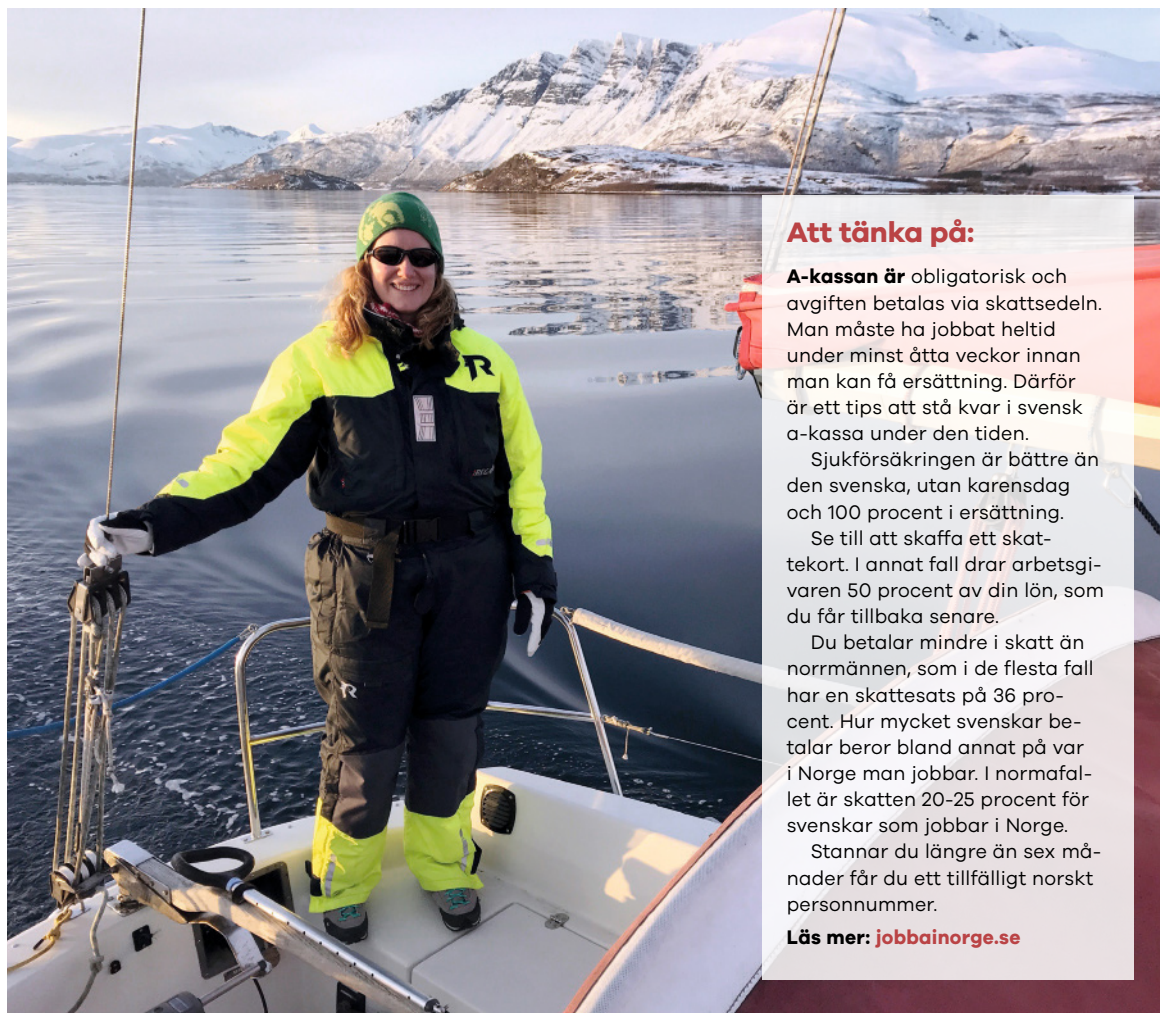 Att tänka på:
A-kassan är obligatorisk och
avgiften betalas via skattsedeln.
Man måste ha jobbat heltid
under minst åtta veckor innan
man kan få ersättning. Därför
är ett tips att stå kvar i svensk
a-kassa under den tiden.
Sjukförsäkringen är bättre än
den svenska, utan karensdag
och 100 procent i ersättning.
Se till att skaffa ett skat-
tekort. I annat fall drar arbetsgi-
varen 50 procent av din lön, som
du får tillbaka senare.
Du betalar mindre i skatt än
norrmännen, som i de flesta fall
har en skattesats på 36 pro-
cent. Hur mycket svenskar be-
talar beror bland annat på var
i Norge man jobbar. I normafal-
let är skatten 20-25 procent för
svenskar som jobbar i Norge.
Stannar du längre än sex må-
nader får du ett tillfälligt norskt
personnummer.
Läs mer: jobbainorge.se